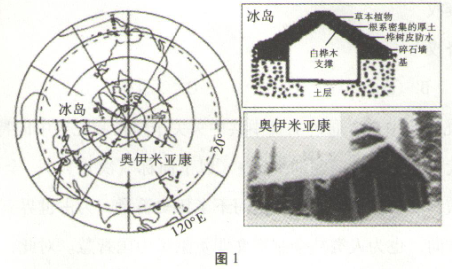 冰岛
奥伊米亚康
20°
120°E
冰岛
草本植物
根系密集的厚土
桦树皮防水
碎石墙
基
白桦木
支撑
土层
奥伊米亚康
图1